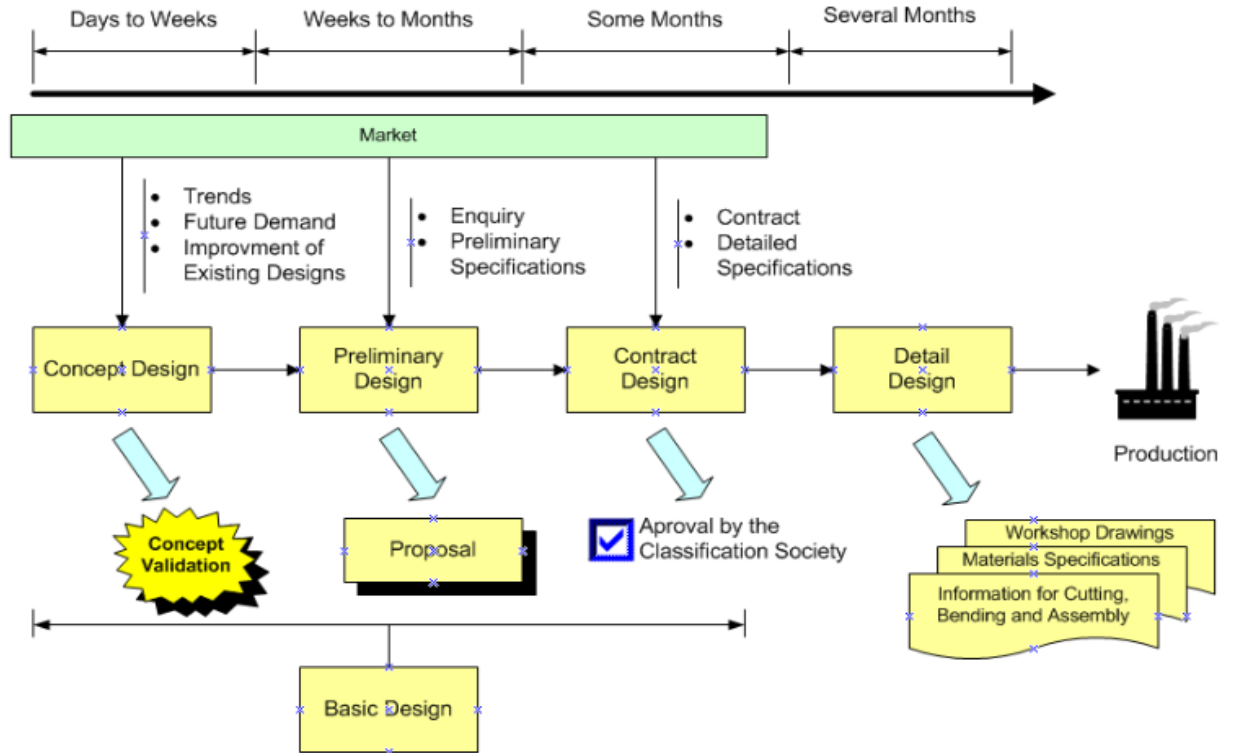 Days to Weeks
Weeks to Months
Some Months
Several Months
Market
• Trends
• Future Demand
• Improvment of
Existing Designs
• Enquiry
• Preliminary
Specifications
• Contract
• Detailed
Specifications
Concept Design
Preliminary
Design
Contract
Design
Detail
Design
Production
Concept
Validation
Proposal
Aproval by the
Classification Society
Workshop Drawings
Materials Specifications
Information for Cutting,
Bending and Assembly
Basic Design